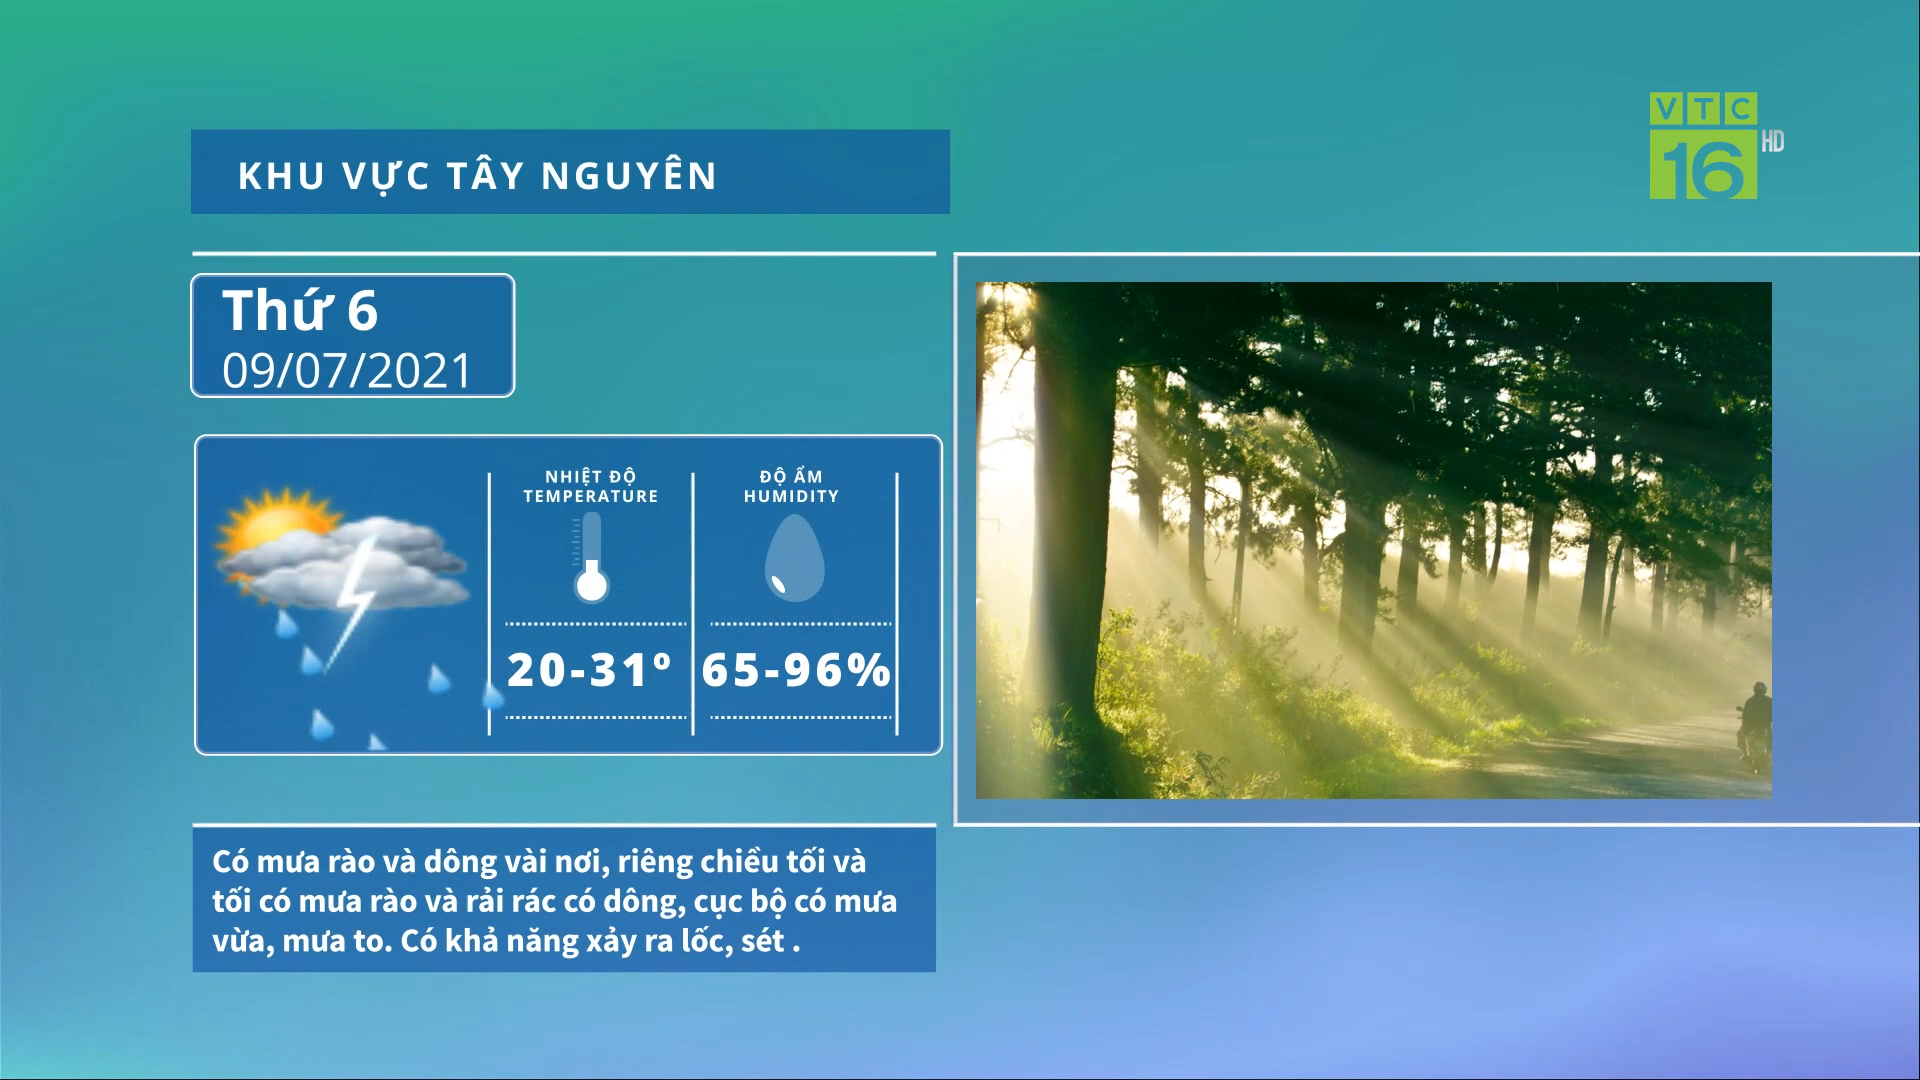 VTC
16 HD
KHU VỰC TÂY NGUYÊN
Thứ 6
09/07/2021
NHIỆT ĐỘ
TEMPERATURE
20-31º
ĐỘ ẨM
HUMIDITY
65-96%
Có mưa rào và dông vài nơi, riêng chiều tối và
tối có mưa rào và rải rác có dông, cục bộ có mưa
vừa, mưa to. Có khả năng xảy ra lốc, sét .